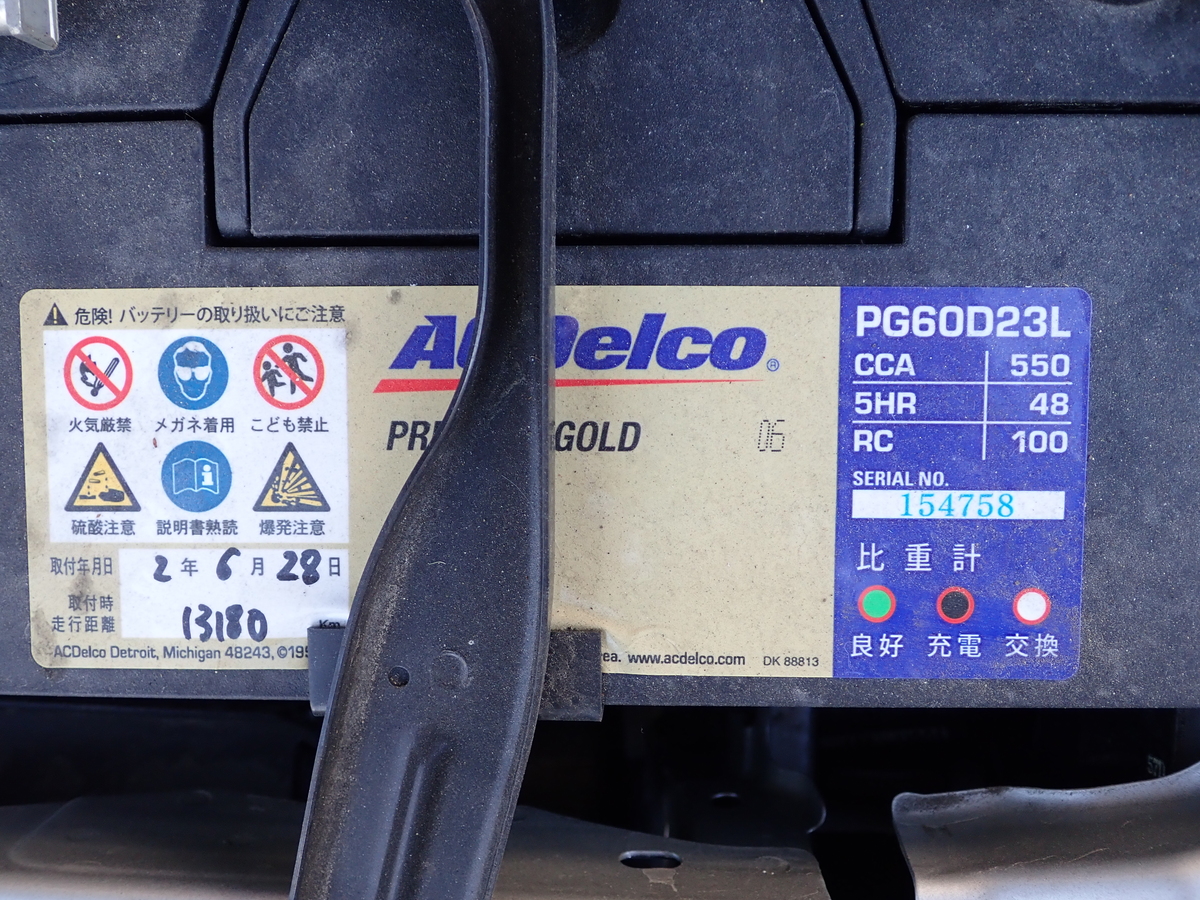 危険! バッテリーの取り扱いにご注意
火気厳禁 メガネ着用 こども禁止
硫酸注意 説明書熟読 爆発注意
取付年月日 2年 6月 28日
取付時
走行距離 13180 Km
ACDelco Detroit, Michigan 48243, ©199
www.acdelco.com DK 88813
ACDelco®
GOLD 06
PG60D23L
CCA 550
5HR 48
RC 100
SERIAL NO.
154758
比重計
良好 充電 交換